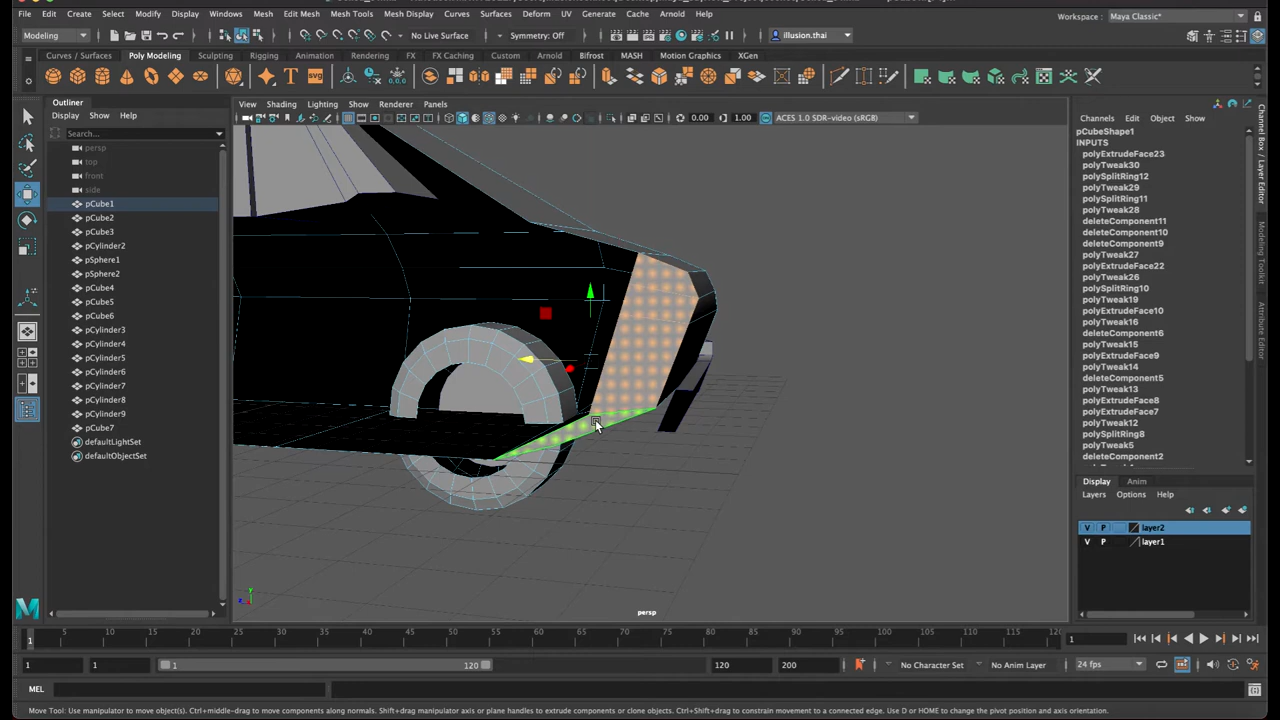 File Edit Create Select Modify Display Windows Mesh Edit Mesh Mesh Tools Mesh Display Curves Surfaces Deform UV Generate Cache Arnold Help
Workspace : Maya Classic*
Modeling
No Live Surface
Symmetry: Off
illusion.thai
Curves / Surfaces Poly Modeling Sculpting Rigging Animation Rendering FX FX Caching Custom Arnold Bifrost MASH Motion Graphics XGen
Outliner
Display Show Help
Search...
persp
top
front
side
pCube1
pCube2
pCube3
pCylinder2
pSphere1
pSphere2
pCube4
pCube5
pCube6
pCylinder3
pCylinder4
pCylinder5
pCylinder6
pCylinder7
pCylinder8
pCylinder9
pCube7
defaultLightSet
defaultObjectSet
View Shading Lighting Show Renderer Panels
0.00 1.00 ACES 1.0 SDR-video (sRGB)
persp
Channels Edit Object Show
pCubeShape1
INPUTS
polyExtrudeFace23
polyTweak30
polySplitRing12
polyTweak29
polySplitRing11
polyTweak28
deleteComponent11
deleteComponent10
deleteComponent9
polyTweak27
polyExtrudeFace22
polyTweak26
polySplitRing10
polyTweak19
polyExtrudeFace10
polyTweak16
deleteComponent6
polyTweak15
polyExtrudeFace9
polyTweak14
deleteComponent5
polyTweak13
polyExtrudeFace8
polyExtrudeFace7
polyTweak12
polySplitRing8
polyTweak5
deleteComponent2
Display Anim
Layers Options Help
V P layer2
V P layer1
Channel Box / Layer Editor
Modeling Toolkit
Attribute Editor
5 10 15 20 25 30 35 40 45 50 55 60 65 70 75 80 85 90 95 100 105 110 115 120
1 1
1 1 1 120 120 200 No Character Set No Anim Layer 24 fps
MEL
Move Tool: Use manipulator to move object(s). Ctrl+middle-drag to move components along normals. Shift+drag manipulator axis or plane handles to extrude components or clone objects. Ctrl+Shift+drag to constrain movement to a connected edge. Use D or HOME to change the pivot position and axis orientation.